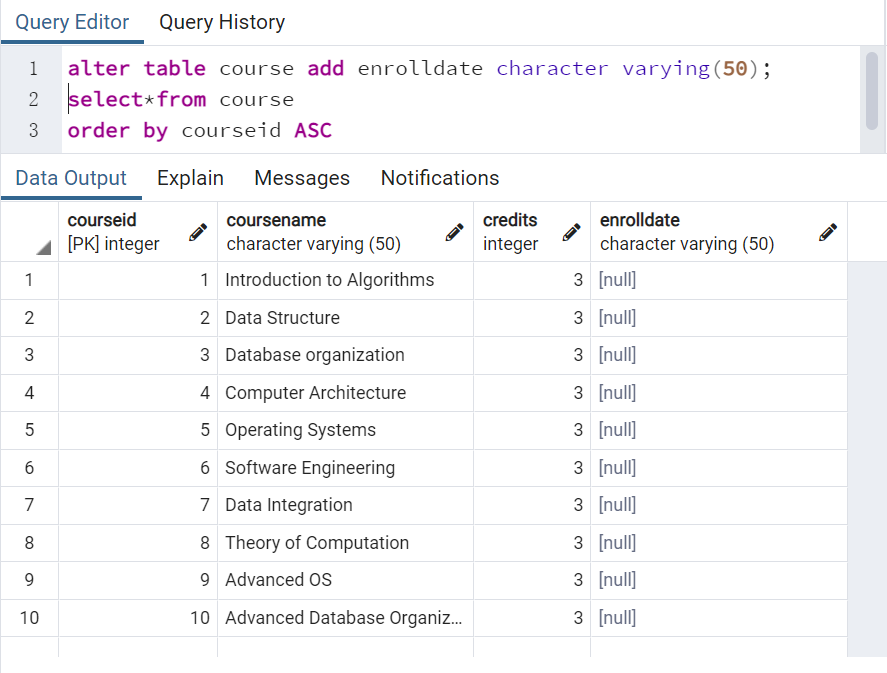 Query Editor Query History
1 alter table course add enrolldate character varying(50);
2 select*from course
3 order by courseid ASC
Data Output Explain Messages Notifications
courseid coursename credits enrolldate
[PK] integer character varying (50) integer character varying (50)
1 1 Introduction to Algorithms 3 [null]
2 2 Data Structure 3 [null]
3 3 Database organization 3 [null]
4 4 Computer Architecture 3 [null]
5 5 Operating Systems 3 [null]
6 6 Software Engineering 3 [null]
7 7 Data Integration 3 [null]
8 8 Theory of Computation 3 [null]
9 9 Advanced OS 3 [null]
10 10 Advanced Database Organiz... 3 [null]